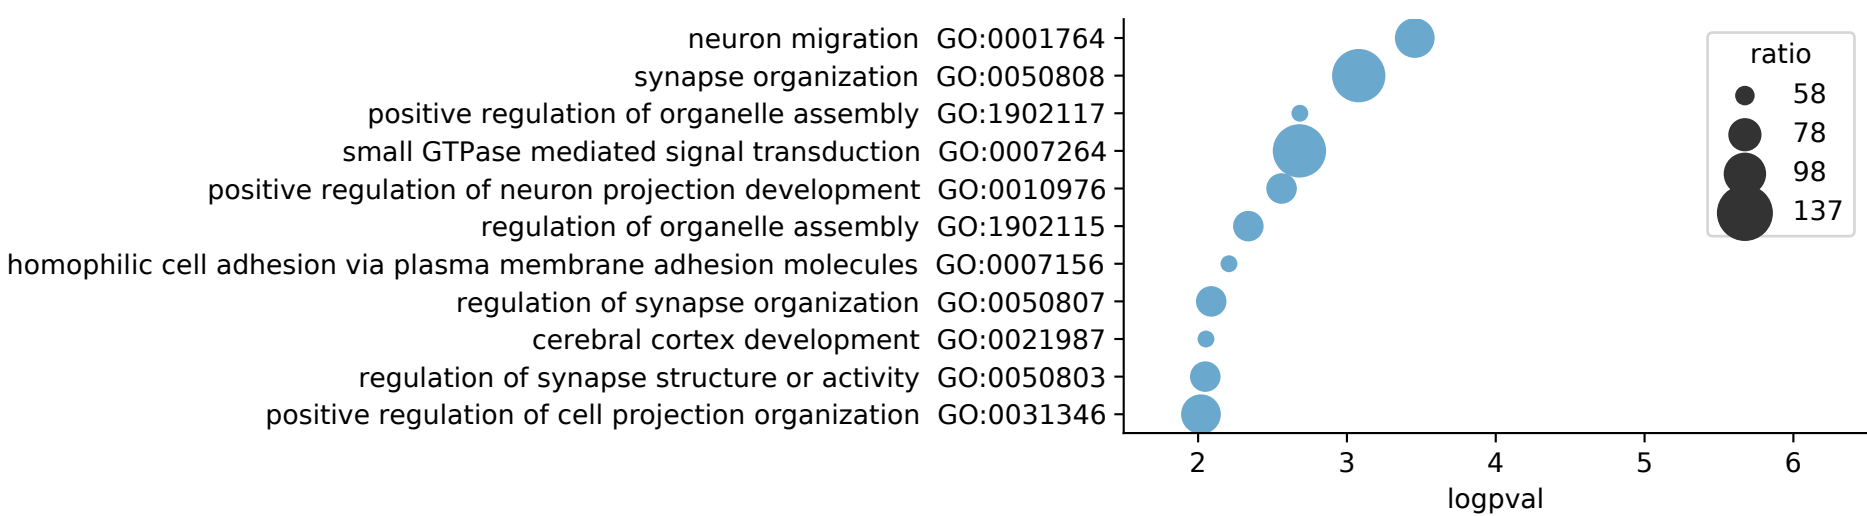 neuron migration GO:0001764
synapse organization GO:0050808
positive regulation of organelle assembly GO:1902117
small GTPase mediated signal transduction GO:0007264
positive regulation of neuron projection development GO:0010976
regulation of organelle assembly GO:1902115
homophilic cell adhesion via plasma membrane adhesion molecules GO:0007156
regulation of synapse organization GO:0050807
cerebral cortex development GO:0021987
regulation of synapse structure or activity GO:0050803
positive regulation of cell projection organization GO:0031346
2 3 4 5 6
logpval
ratio
58
78
98
137